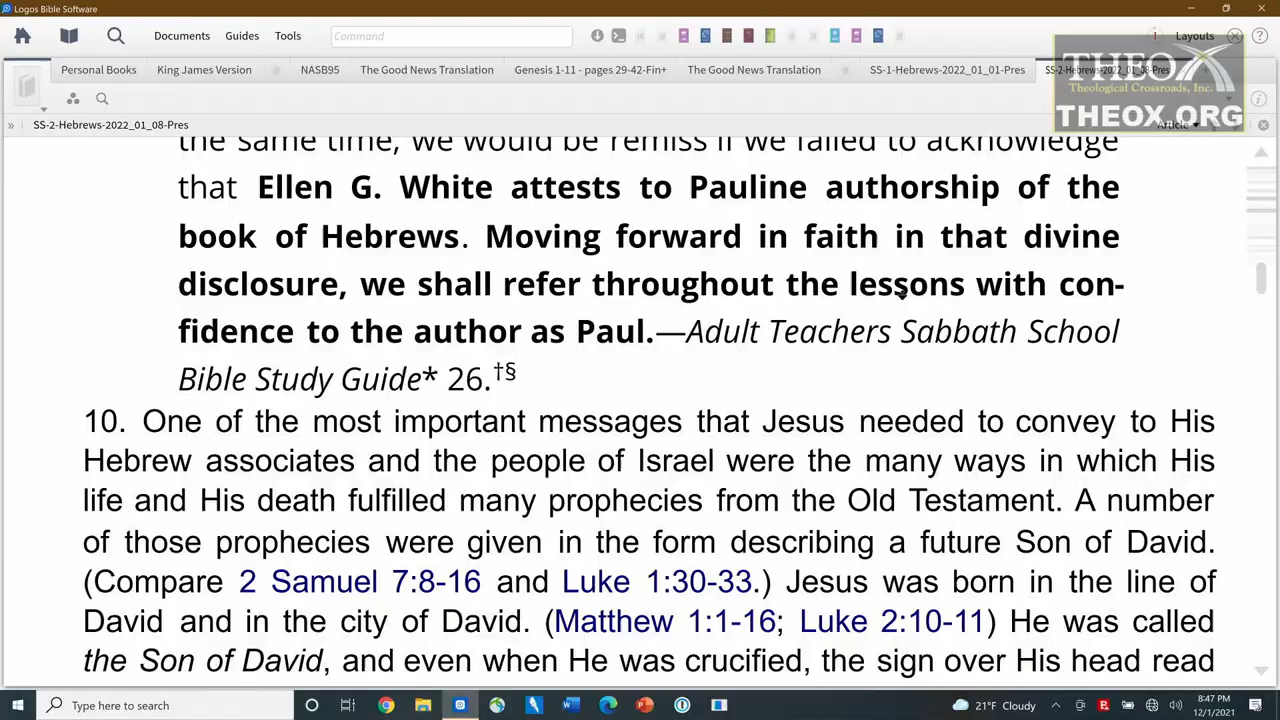 Logos Bible Software
Documents Guides Tools Command Layouts
Personal Books King James Version NASB95 Genesis 1-11 - pages 29-42-Fin+ The Good News Translation SS-1-Hebrews-2022_01_01-Pres SS-2-Hebrews-2022_01_08-Pres
THEOX
Theological Crossroads, Inc.
THEOX.ORG
SS-2-Hebrews-2022_01_08-Pres Article
the same time, we would be remiss if we failed to acknowledge
that Ellen G. White attests to Pauline authorship of the
book of Hebrews. Moving forward in faith in that divine
disclosure, we shall refer throughout the lessons with con-
fidence to the author as Paul.—Adult Teachers Sabbath School
Bible Study Guide* 26.†§
10. One of the most important messages that Jesus needed to convey to His
Hebrew associates and the people of Israel were the many ways in which His
life and His death fulfilled many prophecies from the Old Testament. A number
of those prophecies were given in the form describing a future Son of David.
(Compare 2 Samuel 7:8-16 and Luke 1:30-33.) Jesus was born in the line of
David and in the city of David. (Matthew 1:1-16; Luke 2:10-11) He was called
the Son of David, and even when He was crucified, the sign over His head read
Type here to search 21°F Cloudy 8:47 PM
12/1/2021